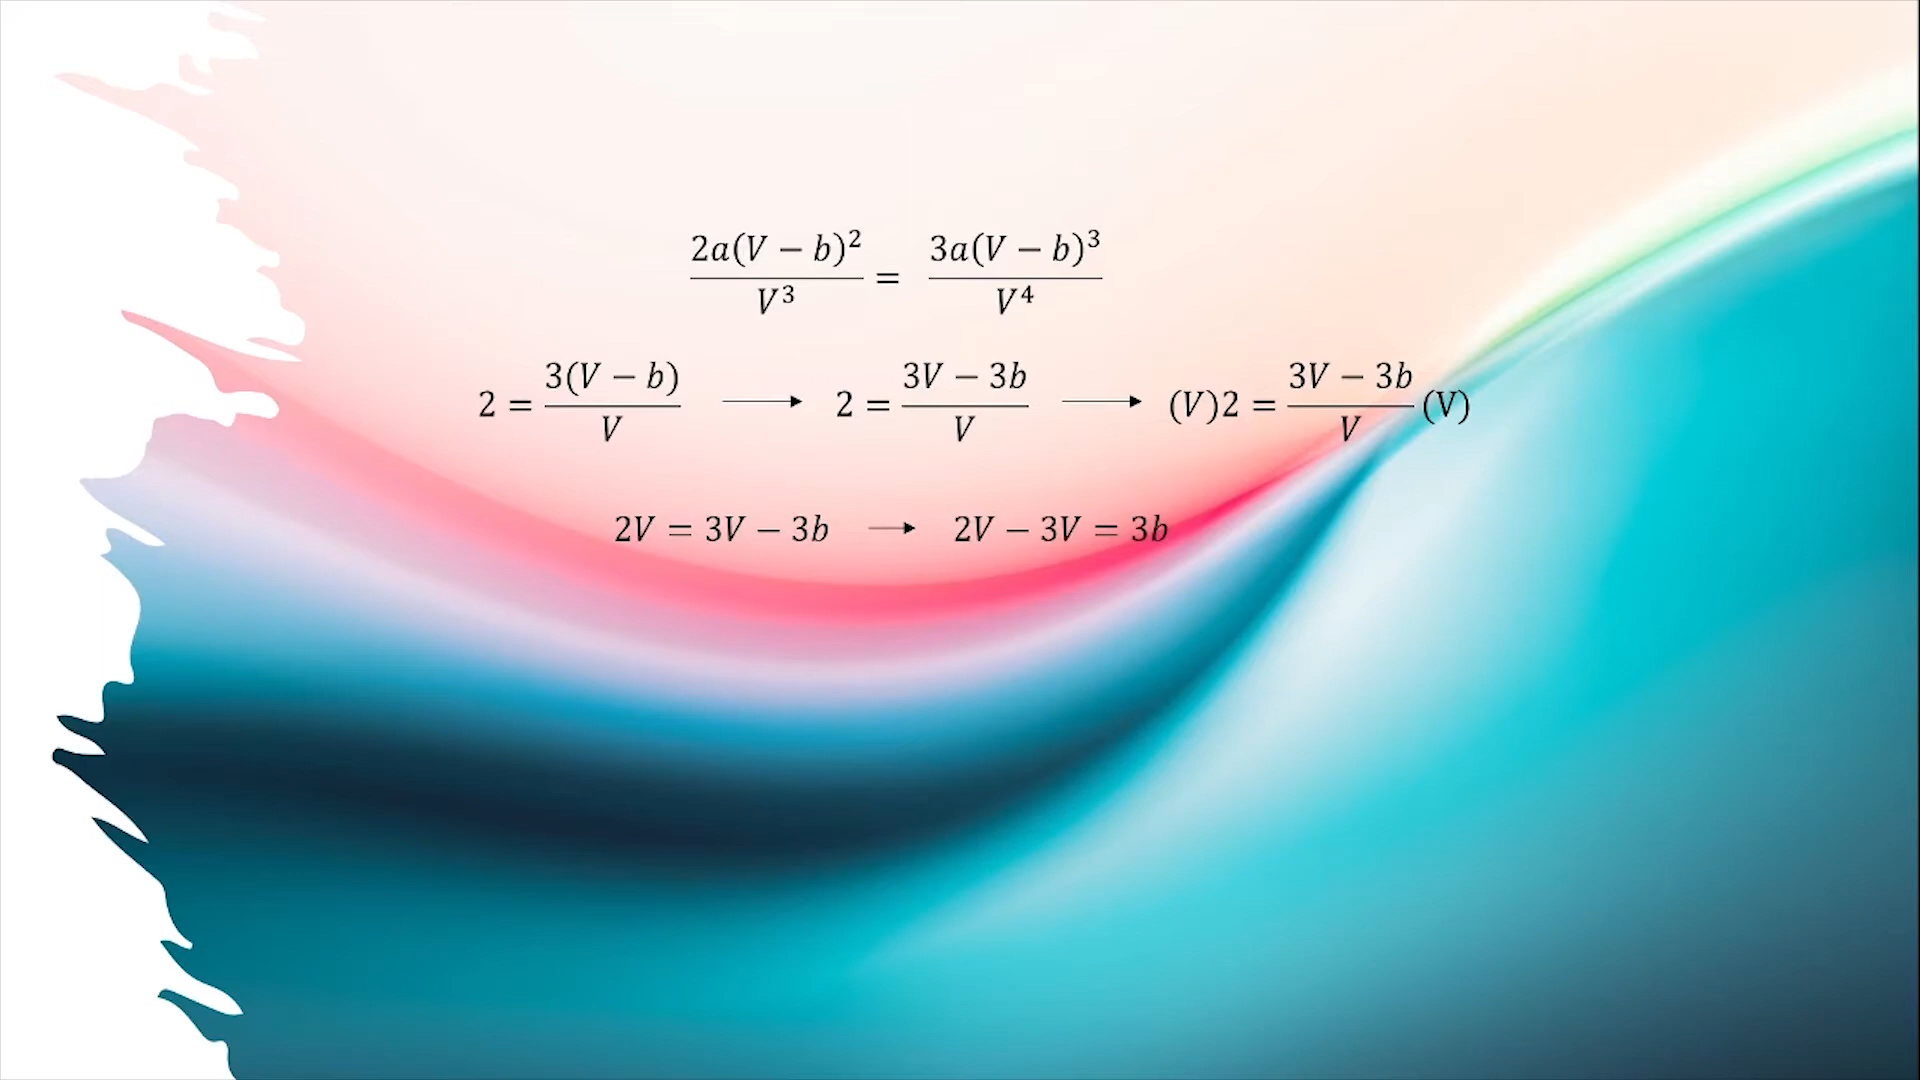 2a(V − b)²/V³ = 3a(V − b)³/V⁴
2 = 3(V − b)/V ⟶ 2 = (3V − 3b)/V ⟶ (V)2 = (3V − 3b)/V (V)
2V = 3V − 3b → 2V − 3V = 3b